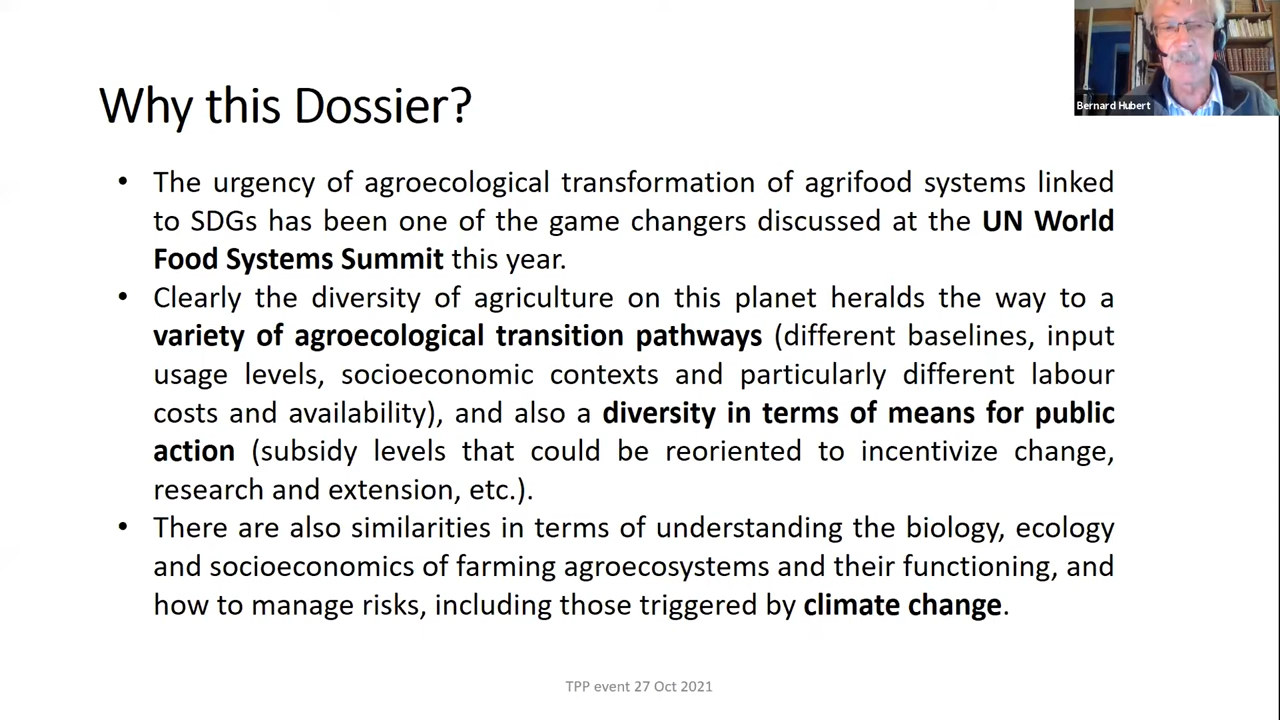 Bernard Hubert
Why this Dossier?
• The urgency of agroecological transformation of agrifood systems linked
to SDGs has been one of the game changers discussed at the UN World
Food Systems Summit this year.
• Clearly the diversity of agriculture on this planet heralds the way to a
variety of agroecological transition pathways (different baselines, input
usage levels, socioeconomic contexts and particularly different labour
costs and availability), and also a diversity in terms of means for public
action (subsidy levels that could be reoriented to incentivize change,
research and extension, etc.).
• There are also similarities in terms of understanding the biology, ecology
and socioeconomics of farming agroecosystems and their functioning, and
how to manage risks, including those triggered by climate change.
TPP event 27 Oct 2021